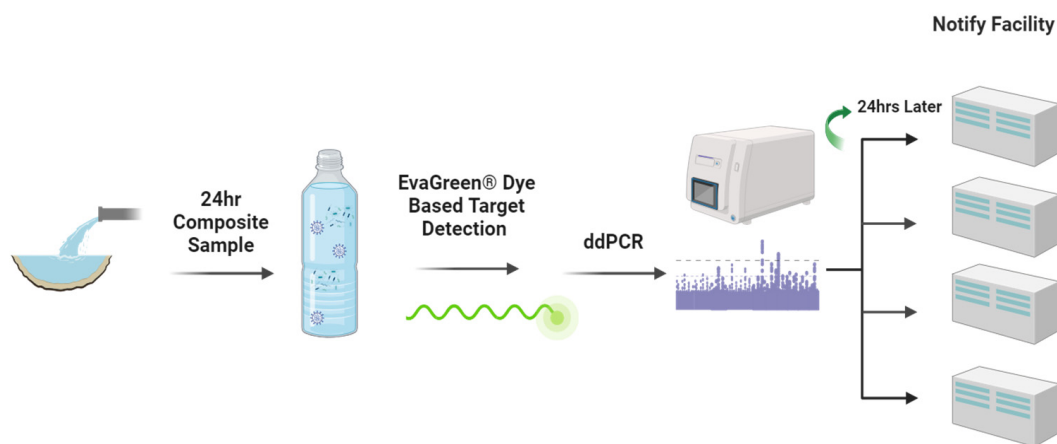 Notify Facility
24hrs Later
24hr
Composite
Sample
EvaGreen® Dye
Based Target
Detection
ddPCR